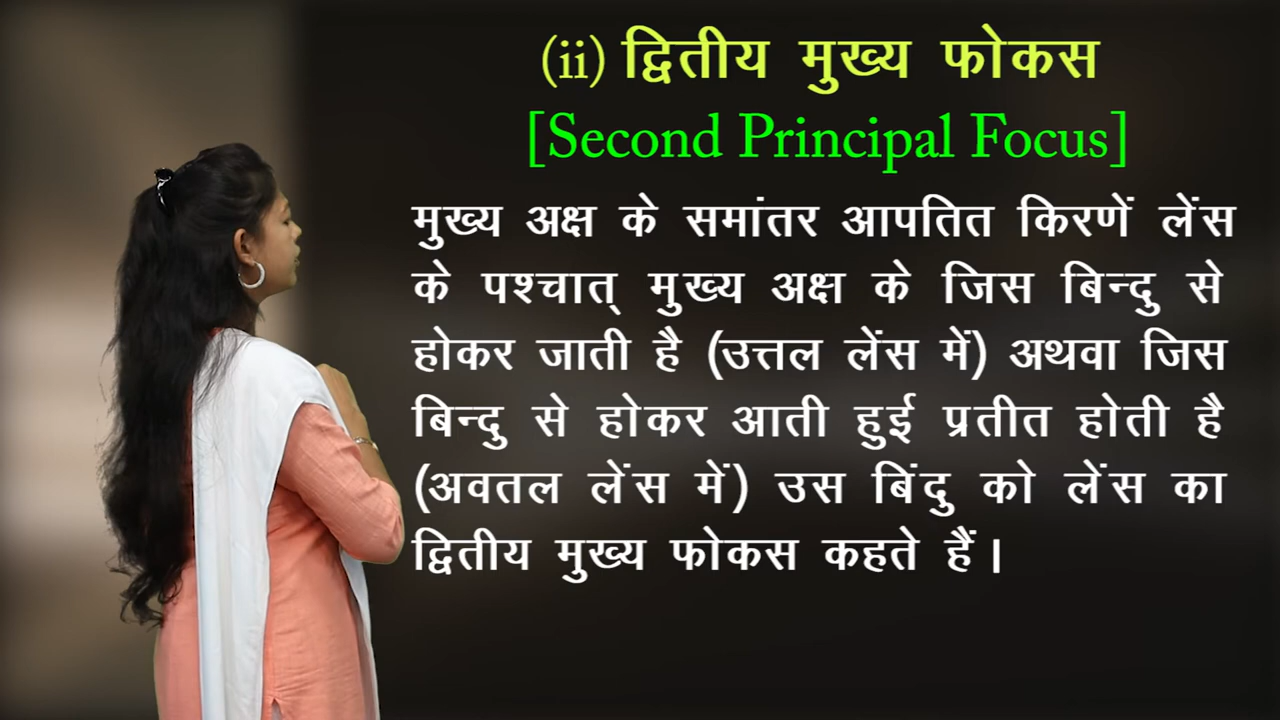 (ii) द्वितीय मुख्य फोकस
[Second Principal Focus]
मुख्य अक्ष के समांतर आपतित किरणें लेंस
के पश्चात् मुख्य अक्ष के जिस बिन्दु से
होकर जाती है (उत्तल लेंस में) अथवा जिस
बिन्दु से होकर आती हुई प्रतीत होती है
(अवतल लेंस में) उस बिंदु को लेंस का
द्वितीय मुख्य फोकस कहते हैं।